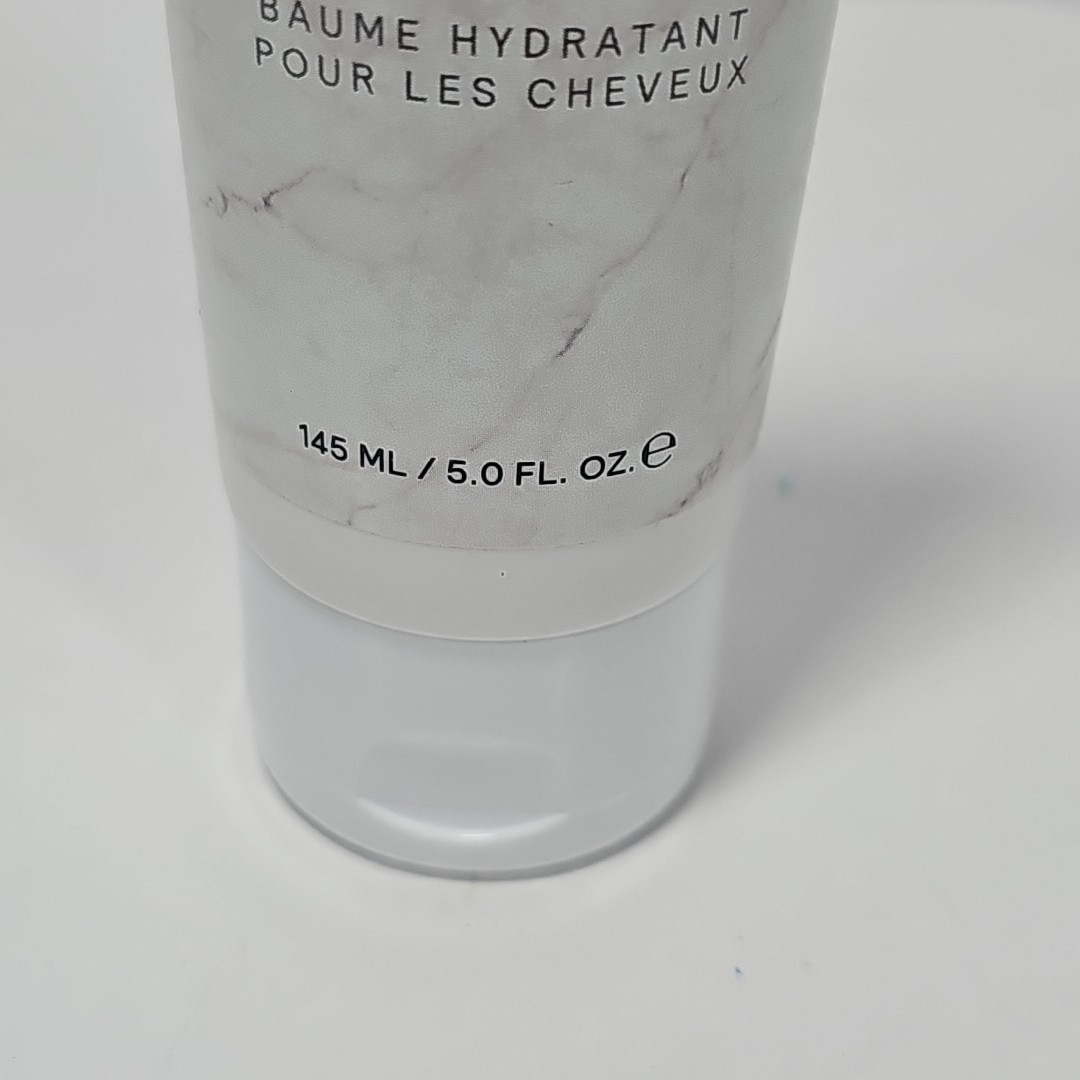 BAUME HYDRATANT
POUR LES CHEVEUX
145 ML / 5.0 FL. OZ. ℮